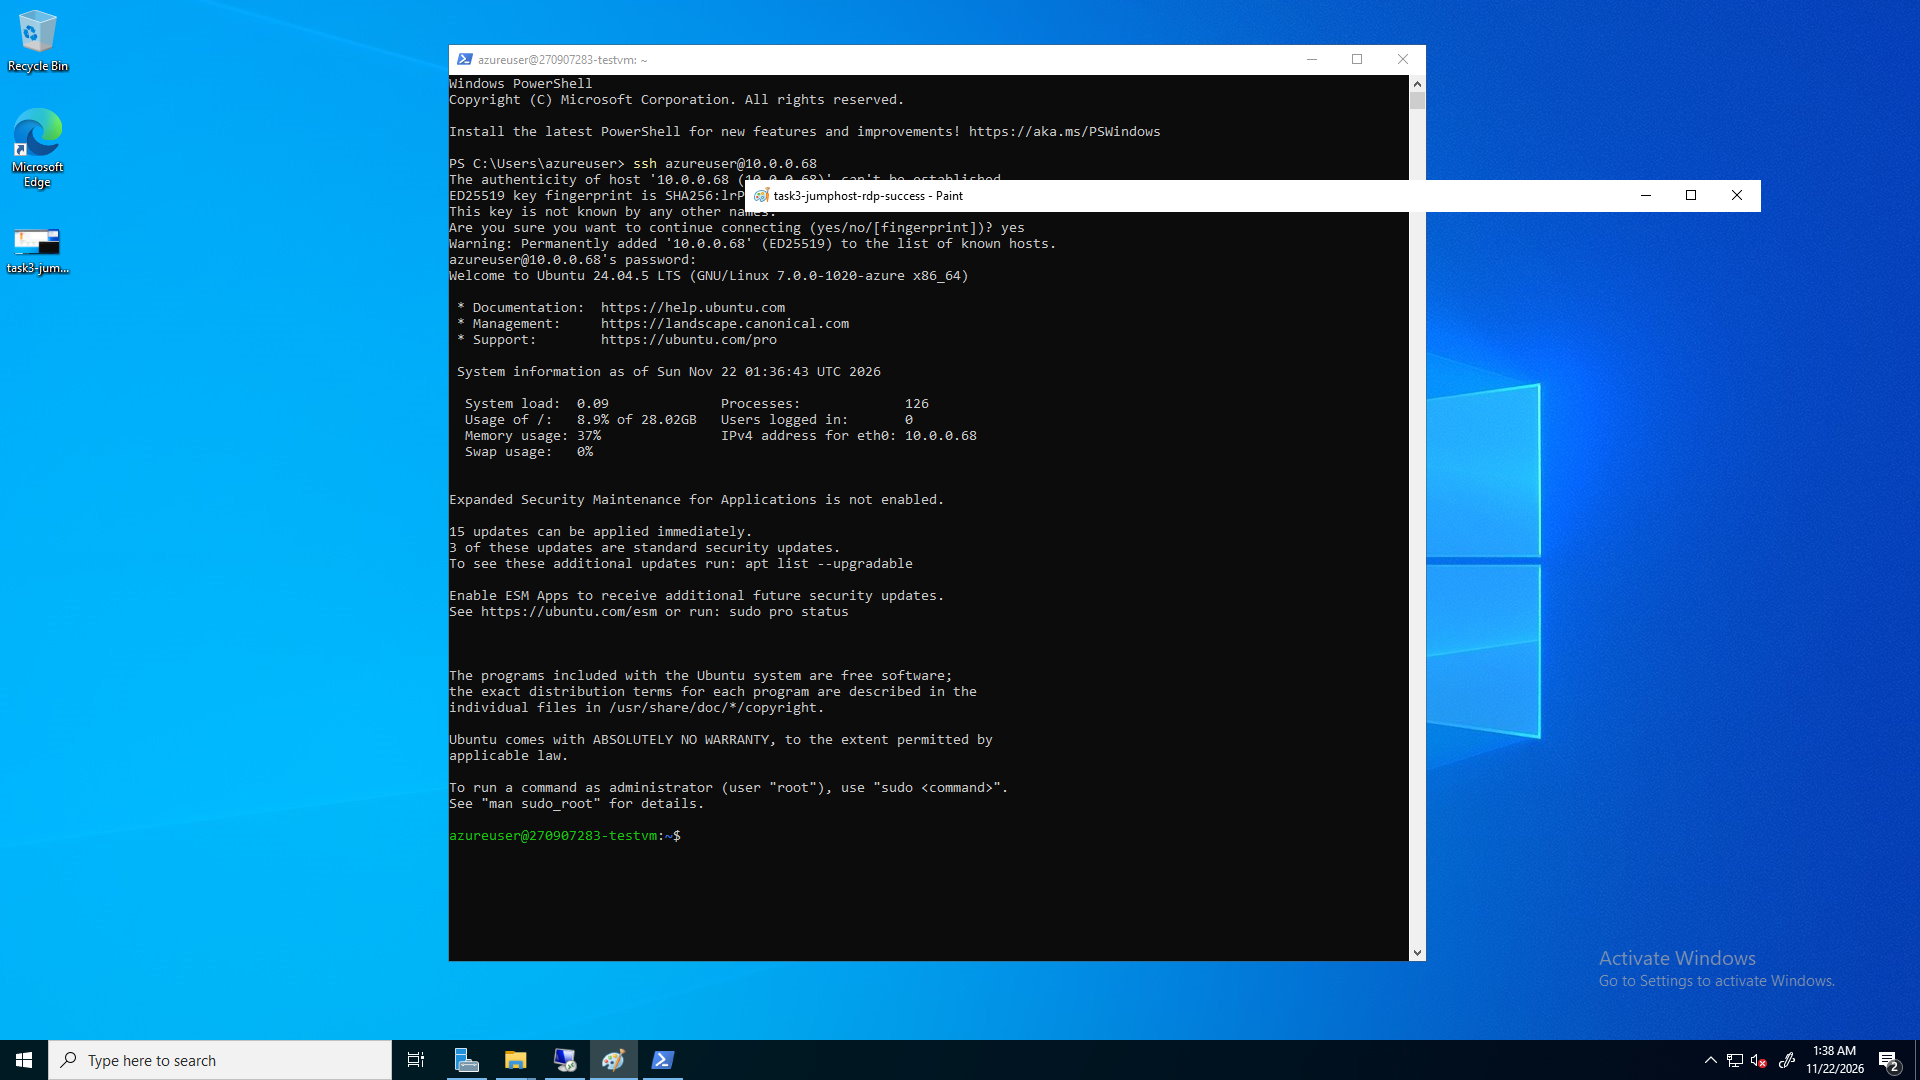 Recycle Bin
Microsoft
Edge
task3-jum...
azureuser@270907283-testvm: ~
Windows PowerShell
Copyright (C) Microsoft Corporation. All rights reserved.
Install the latest PowerShell for new features and improvements! https://aka.ms/PSWindows
PS C:\Users\azureuser> ssh azureuser@10.0.0.68
The authenticity of host '10.0.0.68 (10.0.0.68)' can't be established
ED25519 key fingerprint is SHA256:lrP
task3-jumphost-rdp-success - Paint
This key is not known by any other names.
Are you sure you want to continue connecting (yes/no/[fingerprint])? yes
Warning: Permanently added '10.0.0.68' (ED25519) to the list of known hosts.
azureuser@10.0.0.68's password:
Welcome to Ubuntu 24.04.5 LTS (GNU/Linux 7.0.0-1020-azure x86_64)
* Documentation: https://help.ubuntu.com
* Management: https://landscape.canonical.com
* Support: https://ubuntu.com/pro
System information as of Sun Nov 22 01:36:43 UTC 2026
System load: 0.09 Processes: 126
Usage of /: 8.9% of 28.02GB Users logged in: 0
Memory usage: 37% IPv4 address for eth0: 10.0.0.68
Swap usage: 0%
Expanded Security Maintenance for Applications is not enabled.
15 updates can be applied immediately.
3 of these updates are standard security updates.
To see these additional updates run: apt list --upgradable
Enable ESM Apps to receive additional future security updates.
See https://ubuntu.com/esm or run: sudo pro status
The programs included with the Ubuntu system are free software;
the exact distribution terms for each program are described in the
individual files in /usr/share/doc/*/copyright.
Ubuntu comes with ABSOLUTELY NO WARRANTY, to the extent permitted by
applicable law.
To run a command as administrator (user "root"), use "sudo <command>".
See "man sudo_root" for details.
azureuser@270907283-testvm:~$
Activate Windows
Go to Settings to activate Windows.
Type here to search
1:38 AM
11/22/2026
2